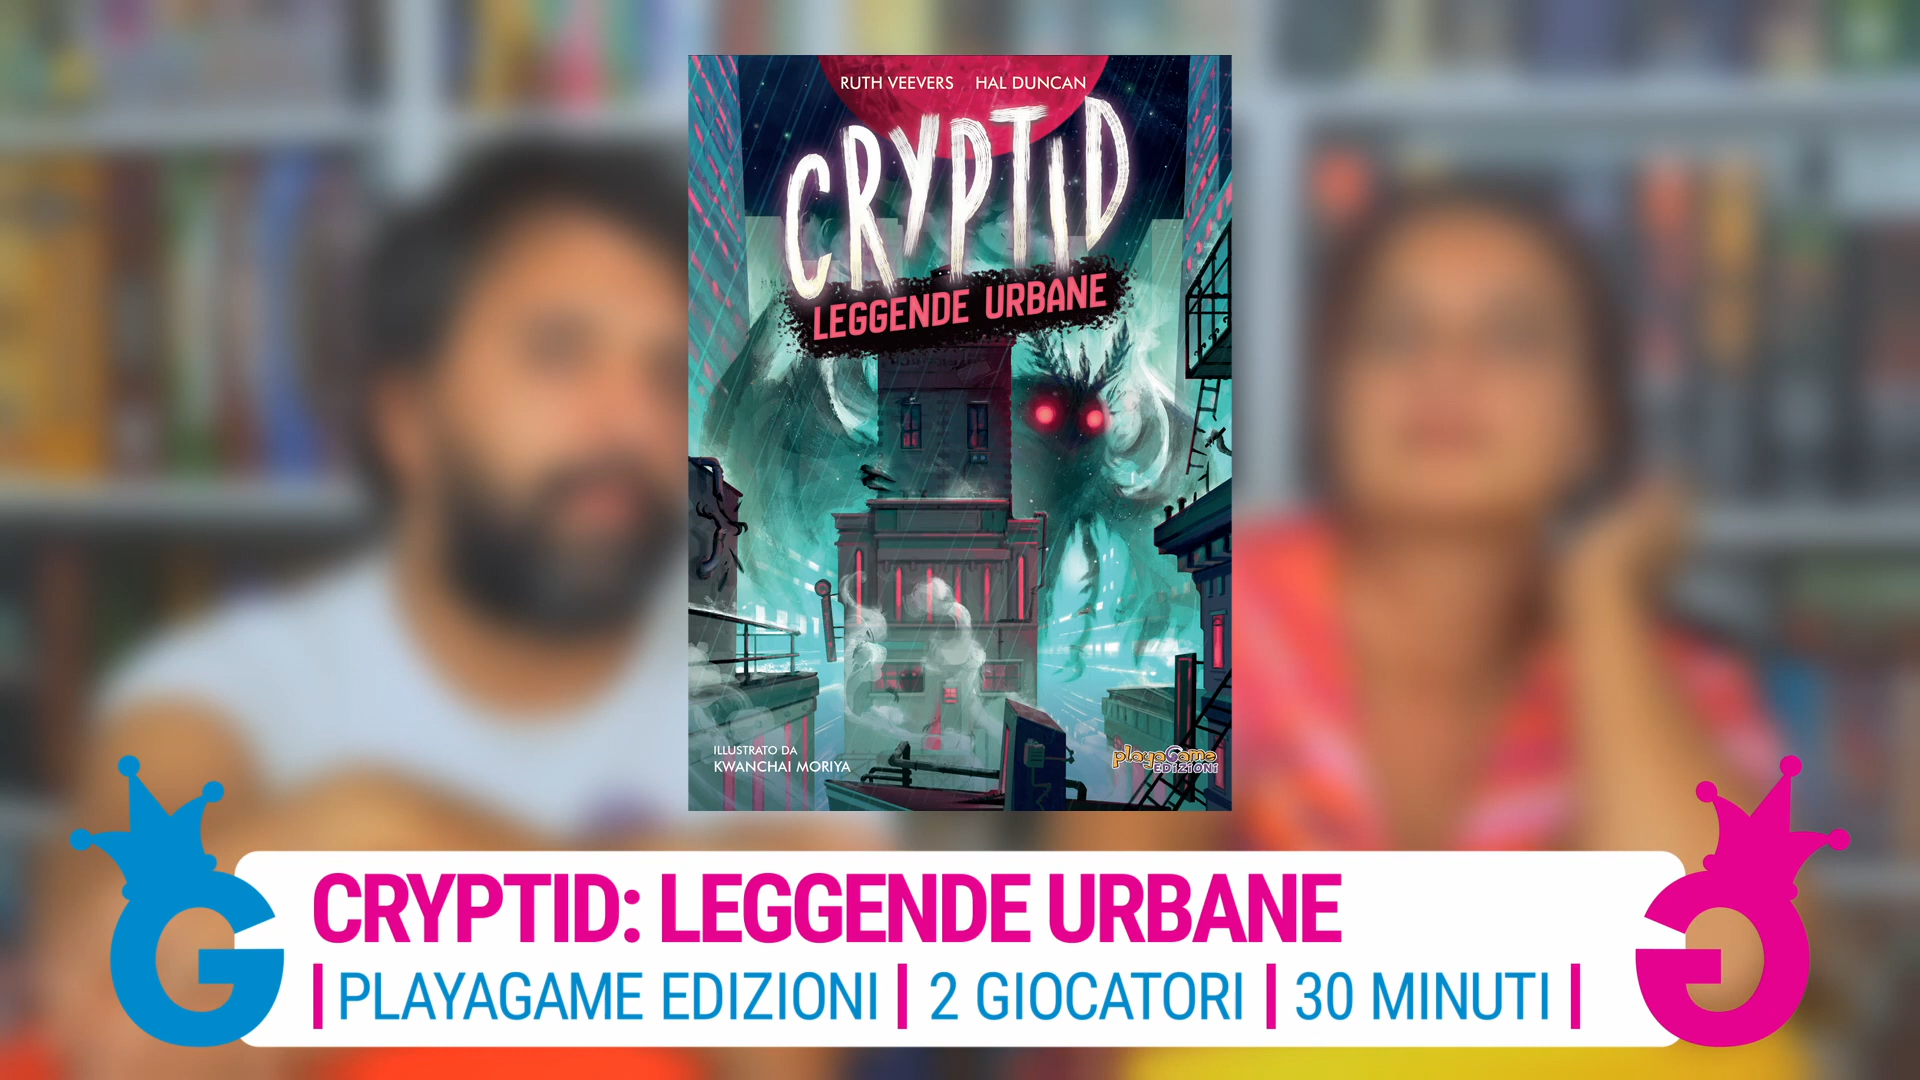 RUTH VEEVERS HAL DUNCAN
CRYPTID
LEGGENDE URBANE
ILLUSTRATO DA
KWANCHAI MORIYA
playaGame
EDIZIONI
CRYPTID: LEGGENDE URBANE
| PLAYAGAME EDIZIONI | 2 GIOCATORI | 30 MINUTI |